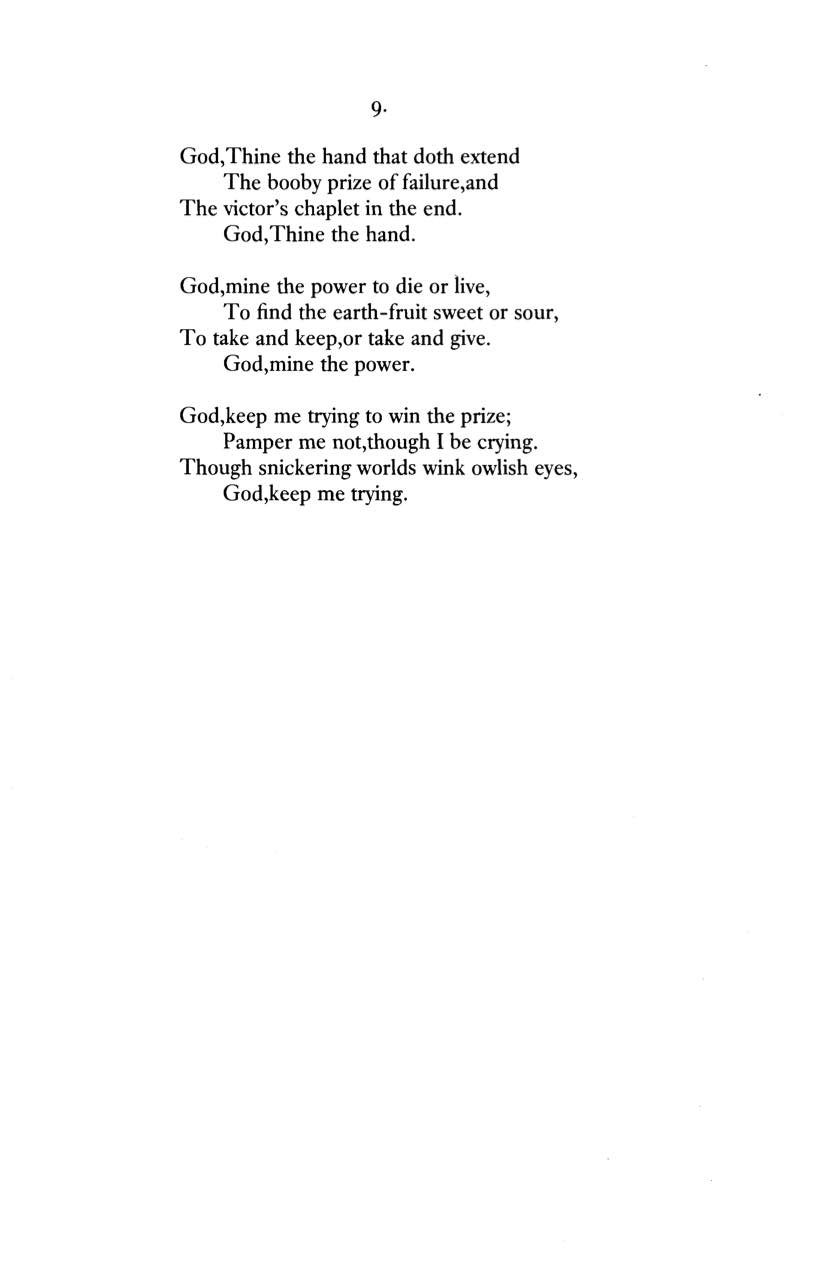 9.
God,Thine the hand that doth extend
The booby prize of failure,and
The victor's chaplet in the end.
God,Thine the hand.
God,mine the power to die or live,
To find the earth-fruit sweet or sour,
To take and keep,or take and give.
God,mine the power.
God,keep me trying to win the prize;
Pamper me not,though I be crying.
Though snickering worlds wink owlish eyes,
God,keep me trying.